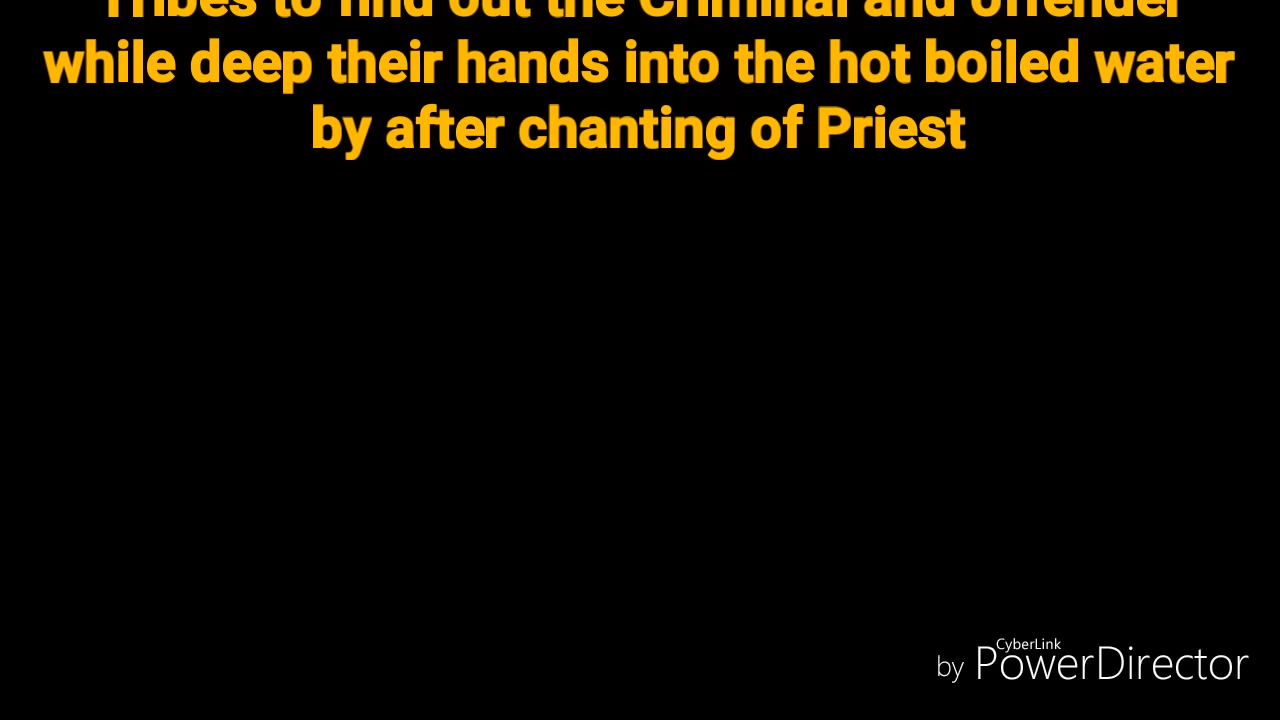 Tribes to find out the Criminal and offender
while deep their hands into the hot boiled water
by after chanting of Priest
CyberLink
by PowerDirector